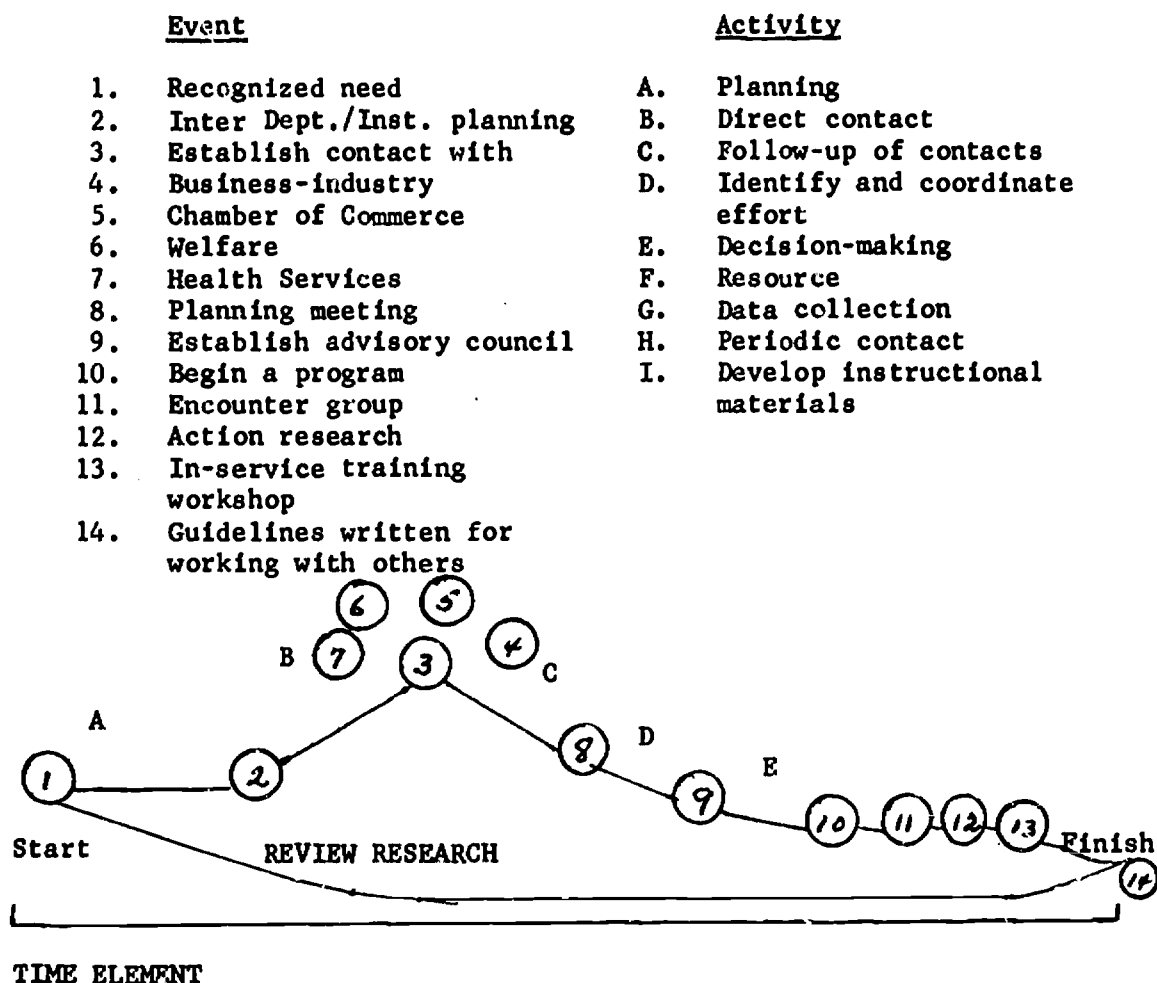 Event
1. Recognized need
2. Inter Dept./Inst. planning
3. Establish contact with
4. Business-industry
5. Chamber of Commerce
6. Welfare
7. Health Services
8. Planning meeting
9. Establish advisory council
10. Begin a program
11. Encounter group
12. Action research
13. In-service training
workshop
14. Guidelines written for
working with others
Activity
A. Planning
B. Direct contact
C. Follow-up of contacts
D. Identify and coordinate
effort
E. Decision-making
F. Resource
G. Data collection
H. Periodic contact
I. Develop instructional
materials
6 5
B 7 3 4 C
A
1 2 8 D
9 E
10 11 12 13
Start REVIEW RESEARCH Finish
14
TIME ELEMENT